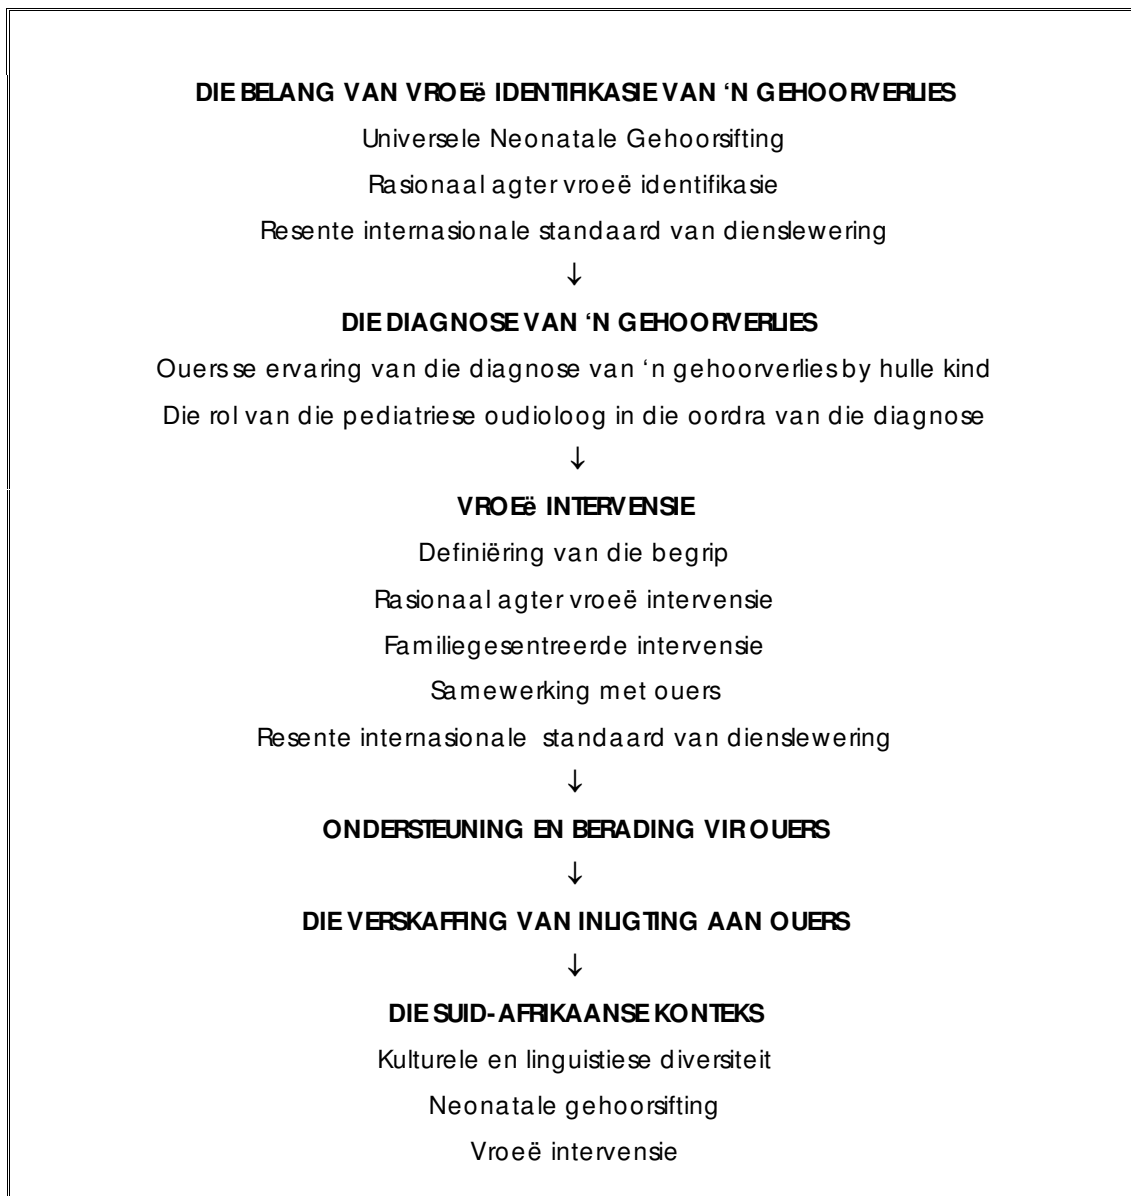 DIE BELANG VAN VROEë IDENTIFIKASIE VAN ‘N GEHOORVERLIES
Universele Neonatale Gehoorsifting
Rasionaal agter vroeë identifikasie
Resente internasionale standaard van dienslewering
↓
DIE DIAGNOSE VAN ‘N GEHOORVERLIES
Ouers se ervaring van die diagnose van ‘n gehoorverlies by hulle kind
Die rol van die pediatriese oudioloog in die oordra van die diagnose
↓
VROEë INTERVENSIE
Definiëring van die begrip
Rasionaal agter vroeë intervensie
Familiegesentreerde intervensie
Samewerking met ouers
Resente internasionale standaard van dienslewering
↓
ONDERSTEUNING EN BERADING VIR OUERS
↓
DIE VERSKAFFING VAN INLIGTING AAN OUERS
↓
DIE SUID-AFRIKAANSE KONTEKS
Kulturele en linguistiese diversiteit
Neonatale gehoorsifting
Vroeë intervensie